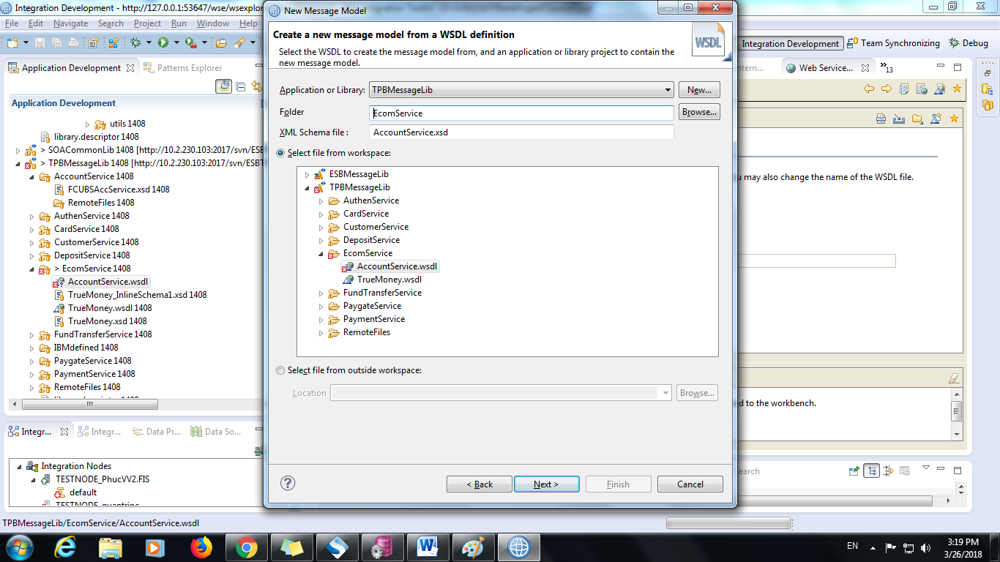 Integration Development - http://127.0.0.1:53647/wse/wsexplor
File Edit Navigate Search Project Run Window Help
Integration Development
Team Synchronizing
Debug
Application Development
Patterns Explorer
Application Development
utils 1408
library.descriptor 1408
> SOACommonLib 1408 [http://10.2.230.103:2017/svn/ESB
> TPBMessageLib 1408 [http://10.2.230.103:2017/svn/ESBT
AccountService 1408
FCUBSAccService.xsd 1408
RemoteFiles 1408
AuthenService 1408
CardService 1408
CustomerService 1408
DepositService 1408
> EcomService 1408
AccountService.wsdl
TrueMoney_InlineSchema1.xsd 1408
TrueMoney.wsdl 1408
TrueMoney.xsd 1408
FundTransferService 1408
IBMdefined 1408
PaygateService 1408
PaymentService 1408
RemoteFiles 1408
Integr...
Integr...
Data Pr...
Data So...
Integration Nodes
TESTNODE_PhucVV2.FIS
default
TPBMessageLib/EcomService/AccountService.wsdl
New Message Model
Create a new message model from a WSDL definition
Select the WSDL to create the message model from, and an application or library project to contain the
new message model.
WSDL
Application or Library: TPBMessageLib New...
Folder EcomService Browse...
XML Schema file : AccountService.xsd
Select file from workspace:
ESBMessageLib
TPBMessageLib
AuthenService
CardService
CustomerService
DepositService
EcomService
AccountService.wsdl
TrueMoney.wsdl
FundTransferService
PaygateService
PaymentService
RemoteFiles
Select file from outside workspace:
Location Browse...
< Back Next > Finish Cancel
ntern...
Web Service...
»13
u may also change the name of the WSDL file.
ed to the workbench.
earch
EN
3:19 PM
3/26/2018